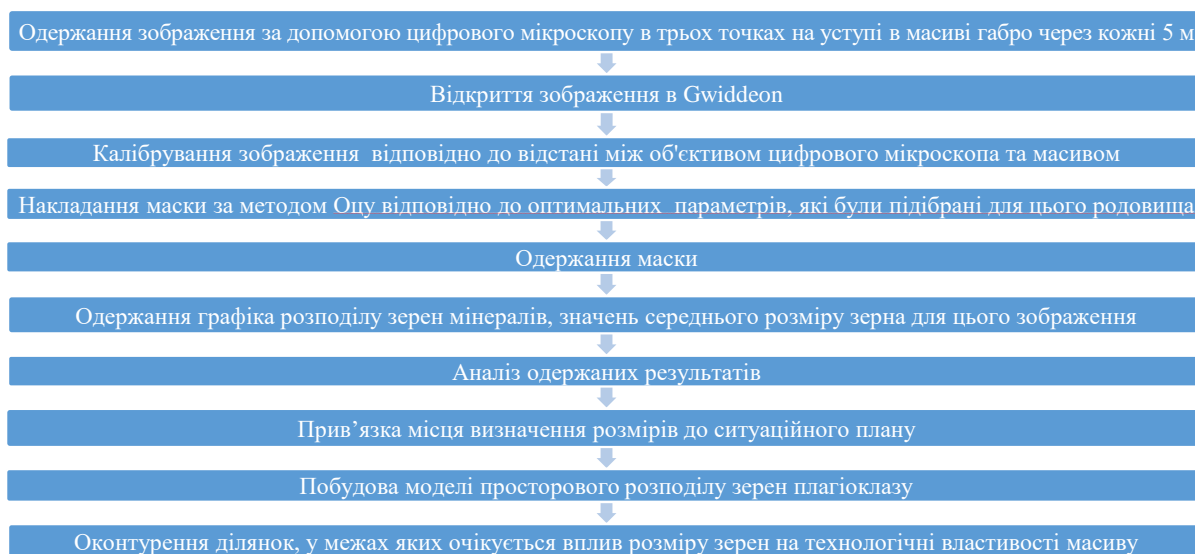 Одержання зображення за допомогою цифрового мікроскопу в трьох точках на уступі в масиві габро через кожні 5 м
Відкриття зображення в Gwiddeon
Калібрування зображення  відповідно до відстані між об'єктивом цифрового мікроскопа та масивом
Накладання маски за методом Оцу відповідно до оптимальних  параметрів, які були підібрані для цього родовища
Одержання маски
Одержання графіка розподілу зерен мінералів, значень середнього розміру зерна для цього зображення
Аналіз одержаних результатів
Прив’язка місця визначення розмірів до ситуаційного плану
Побудова моделі просторового розподілу зерен плагіоклазу
Оконтурення ділянок, у межах яких очікується вплив розміру зерен на технологічні властивості масиву